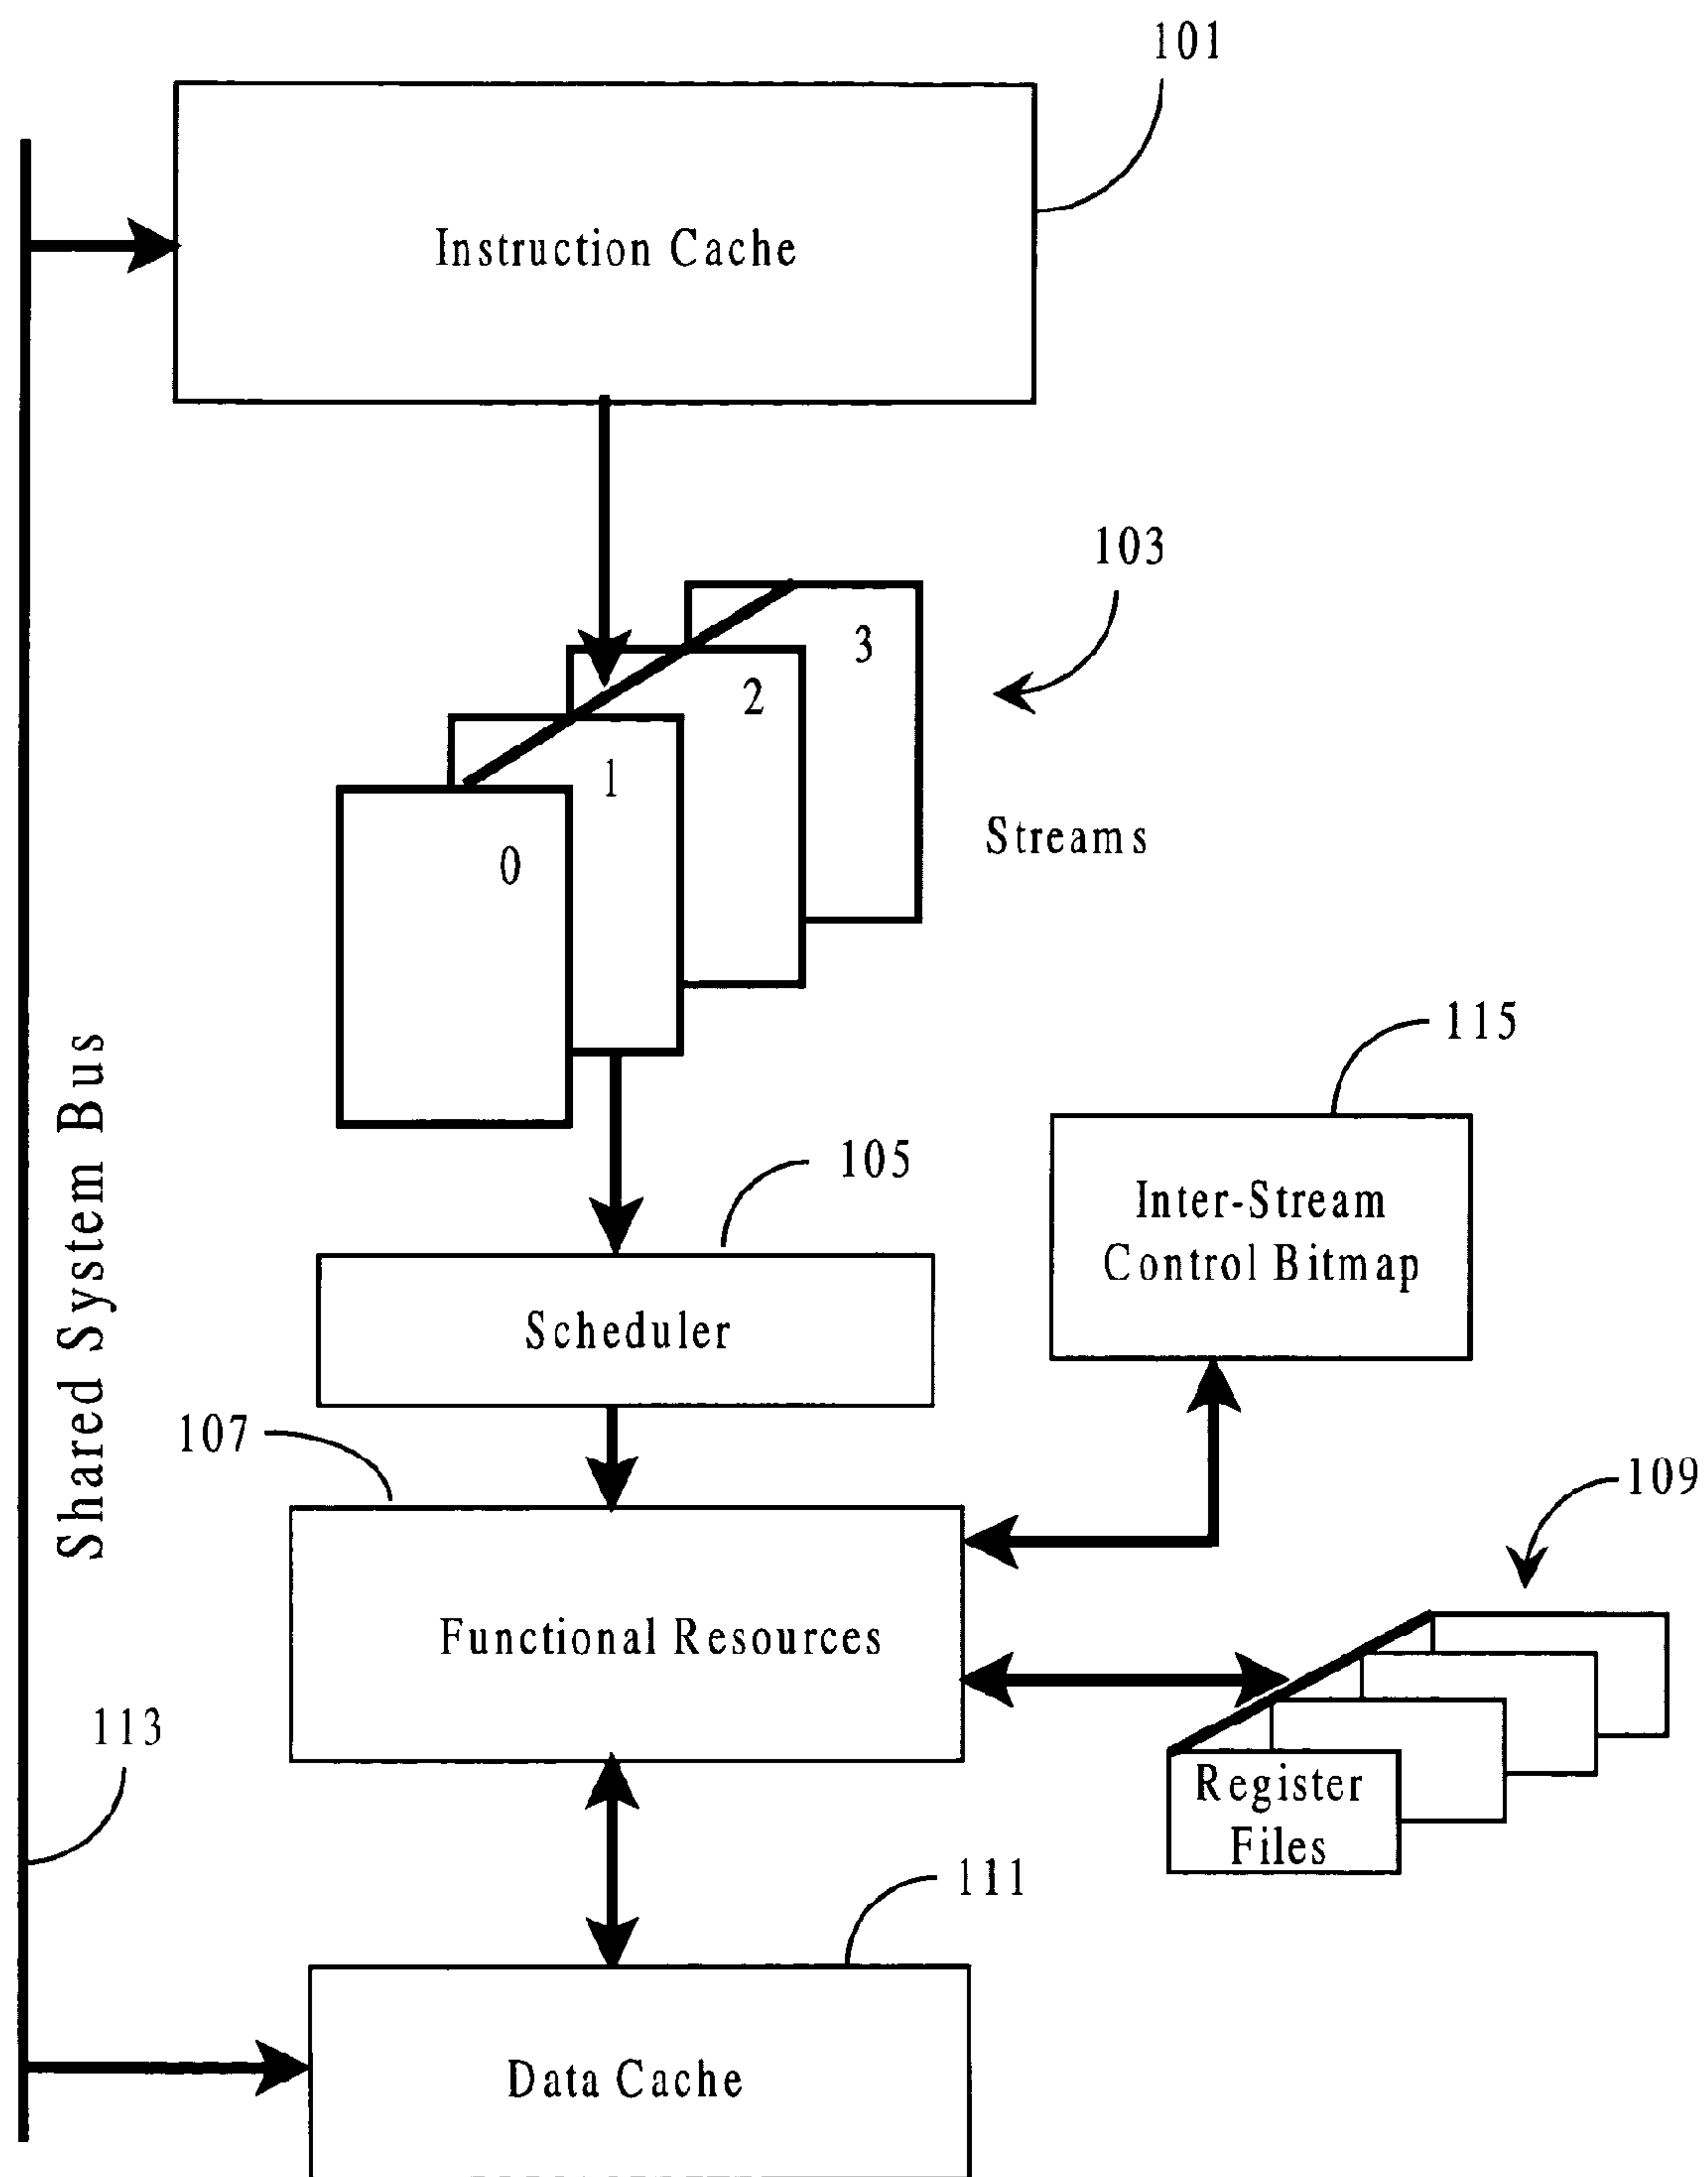 101
Instruction Cache
103
3
2
1
0
Streams
Shared System Bus
115
Inter-Stream
Control Bitmap
105
Scheduler
107
109
Functional Resources
113
Register
Files
111
Data Cache